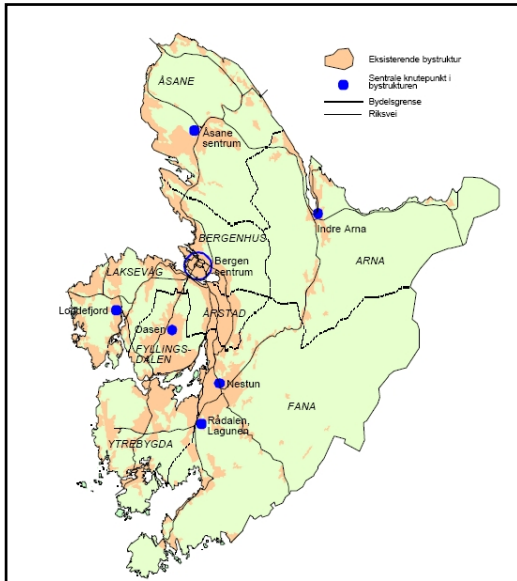 Eksisterende bystruktur
Sentrale knutepunkt i
bystrukturen
Bydelsgrense
Riksvei
ÅSANE
Åsane
sentrum
Indre Arna
BERGENHUS
ARNA
Bergen
sentrum
LAKSEVÅG
Loddefjord
ÅRSTAD
Oasen
FYLLINGS-
DALEN
Nestun
FANA
Rådalen,
Lagunen
YTREBYGDA